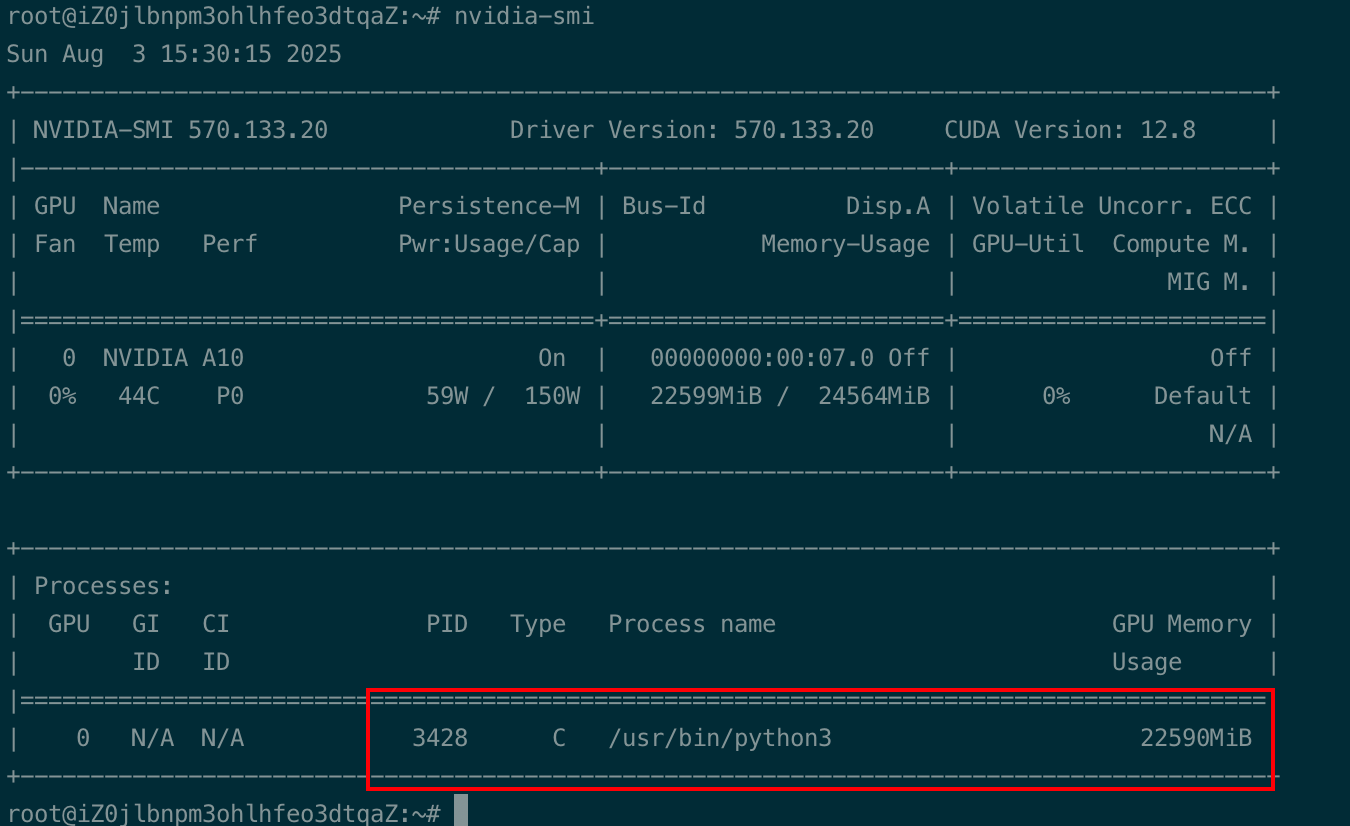 root@iZ0jlbnpm3ohlhfeo3dtqaZ:~# nvidia-smi
Sun Aug  3 15:30:15 2025
+-----------------------------------------------------------------------------------------+
| NVIDIA-SMI 570.133.20             Driver Version: 570.133.20     CUDA Version: 12.8     |
|-----------------------------------------+------------------------+----------------------+
| GPU  Name                 Persistence-M | Bus-Id          Disp.A | Volatile Uncorr. ECC |
| Fan  Temp   Perf          Pwr:Usage/Cap |           Memory-Usage | GPU-Util  Compute M. |
|                                         |                        |               MIG M. |
|=========================================+========================+======================|
|   0  NVIDIA A10                     On  |   00000000:00:07.0 Off |                  Off |
|  0%   44C    P0             59W /  150W |   22599MiB /  24564MiB |      0%      Default |
|                                         |                        |                  N/A |
+-----------------------------------------+------------------------+----------------------+
+-----------------------------------------------------------------------------------------+
| Processes:                                                                              |
|  GPU   GI   CI              PID   Type   Process name                        GPU Memory |
|        ID   ID                                                               Usage      |
|=========================================================================================
|    0   N/A  N/A            3428      C   /usr/bin/python3                      22590MiB
+-----------------------------------------------------------------------------------------+
root@iZ0jlbnpm3ohlhfeo3dtqaZ:~#